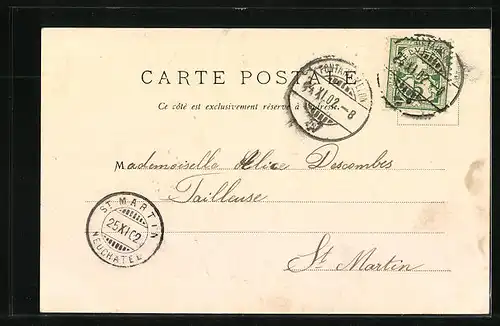 CARTE POSTALE
Ce côté est exclusivement réservé à l'adresse.
24.XI.02.-8
Mademoiselle Alice Descombes
Tailleuse
St Martin
ST MARTIN
25 XI 02
NEUCHATEL